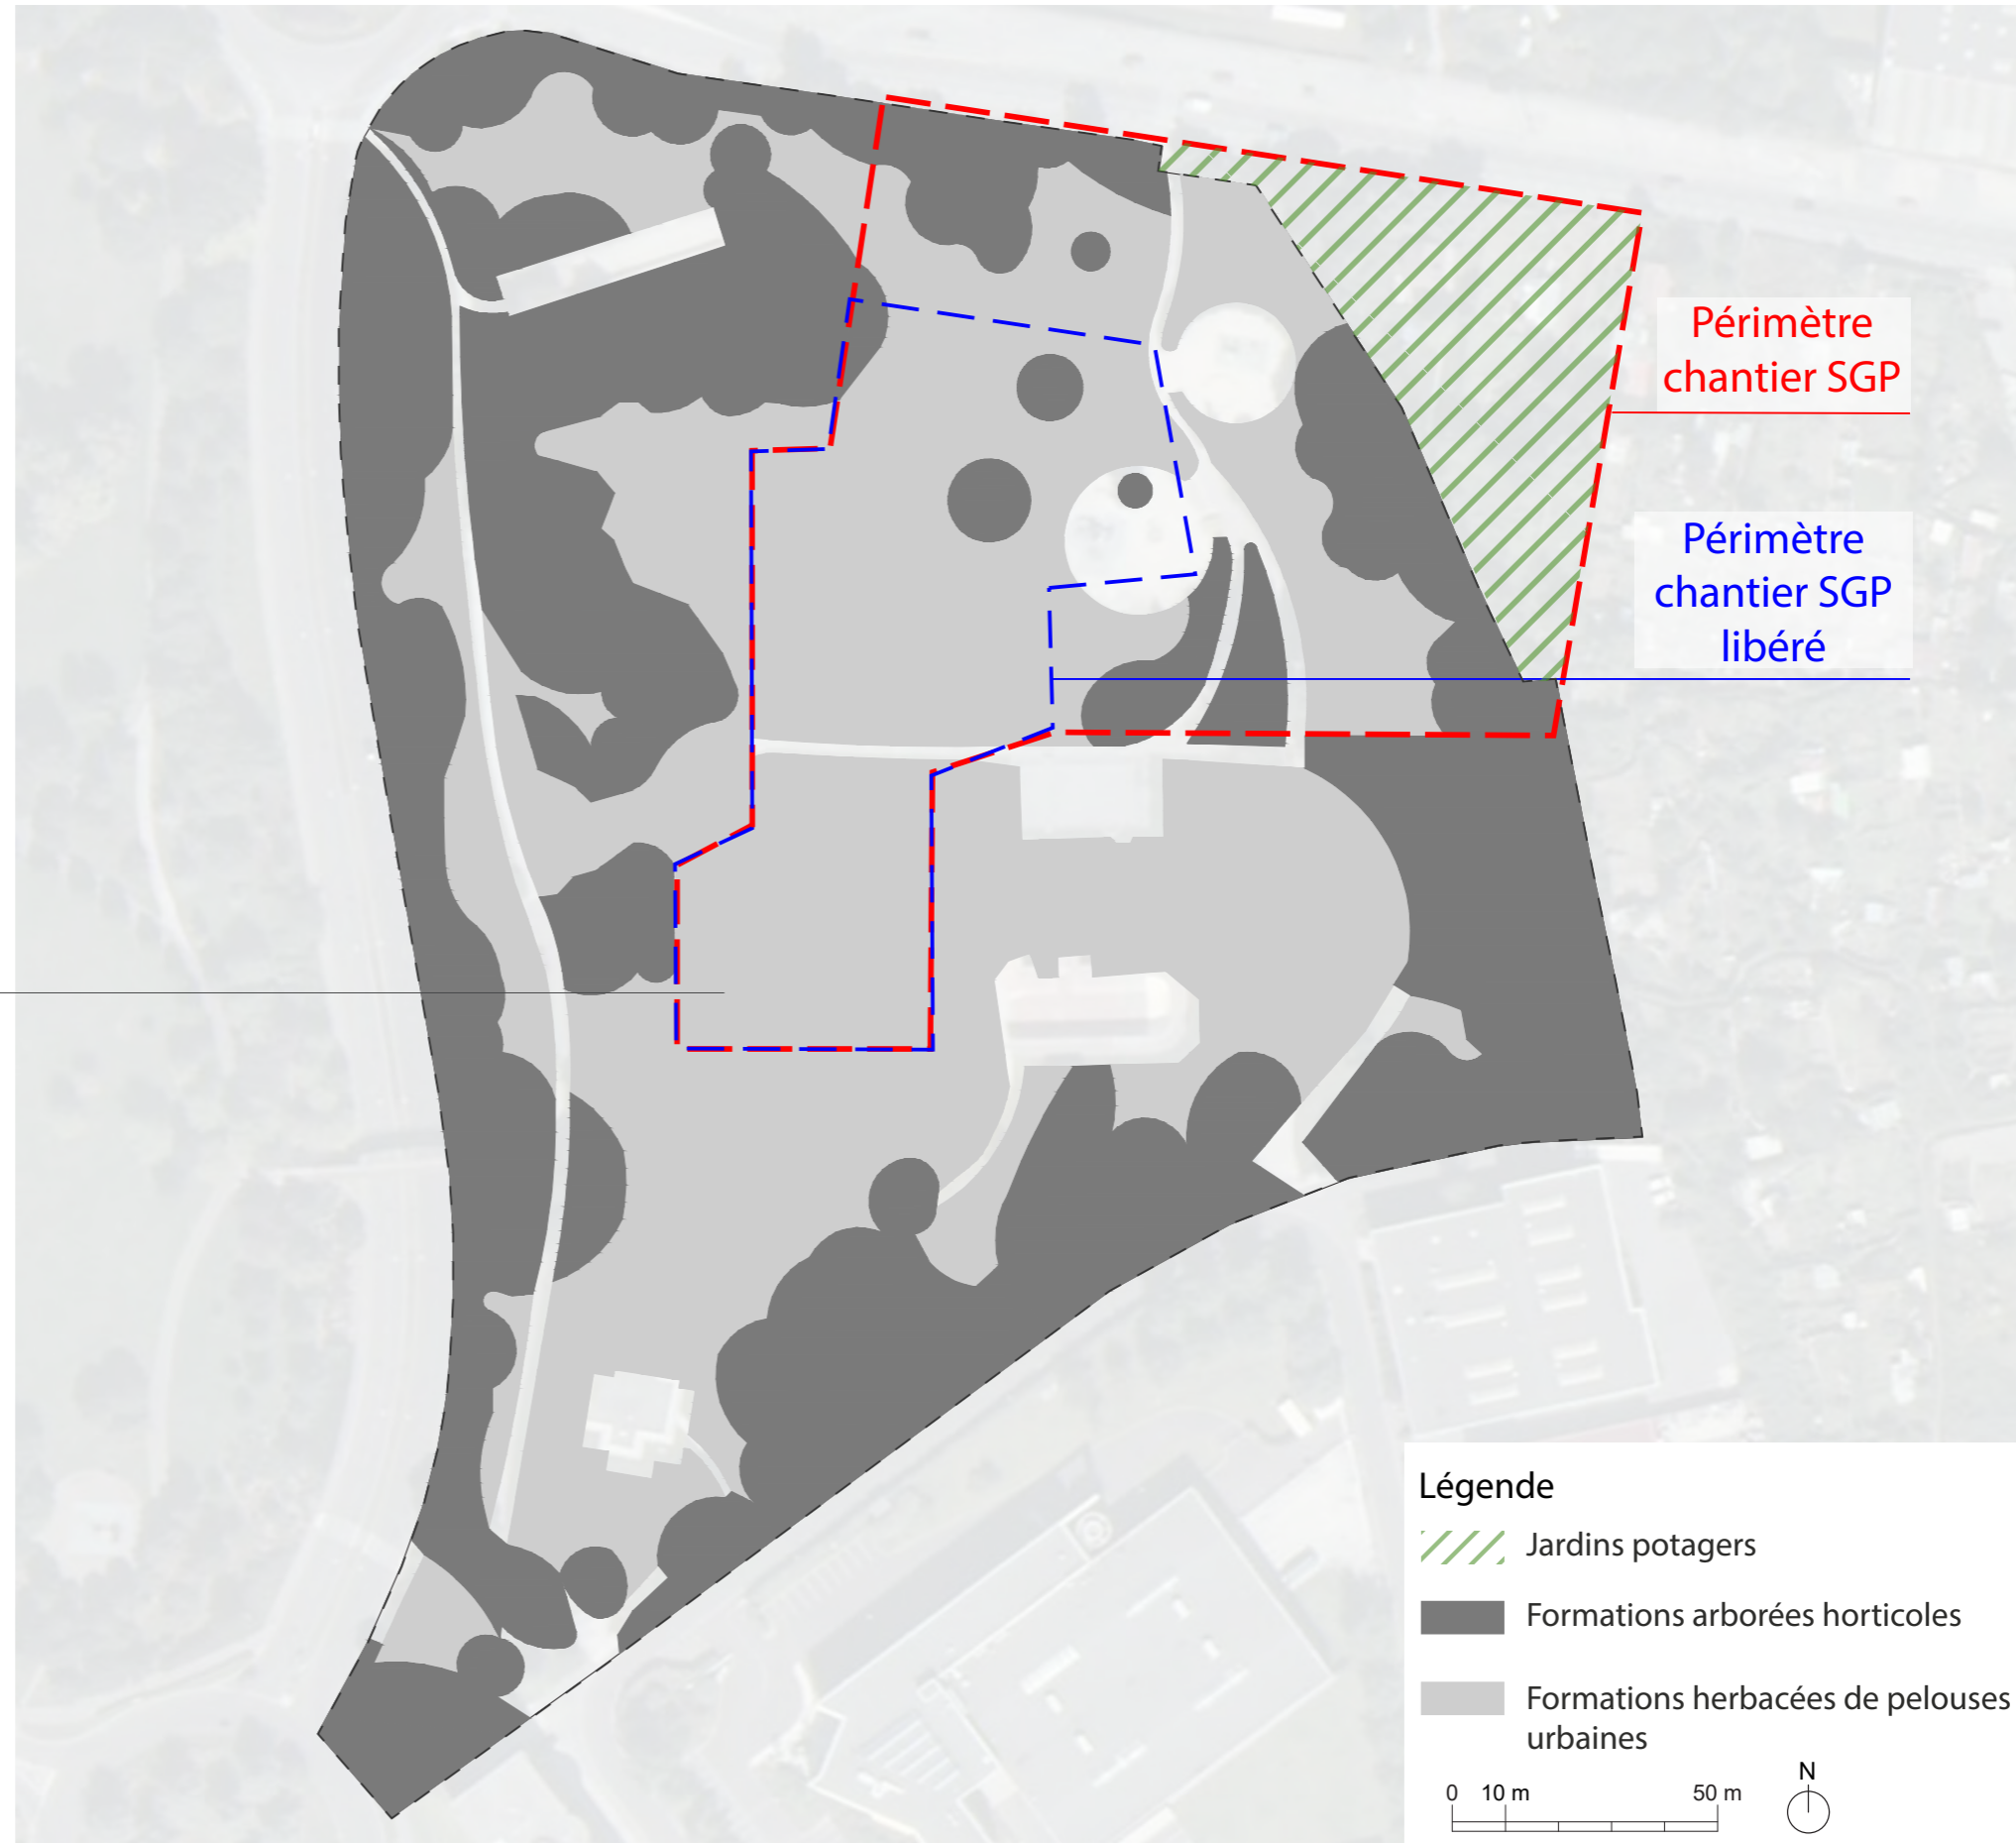 Périmètre
chantier SGP
Périmètre
chantier SGP
libéré
Légende
Jardins potagers
Formations arborées horticoles
Formations herbacées de pelouses
urbaines
0 10 m 50 m
N